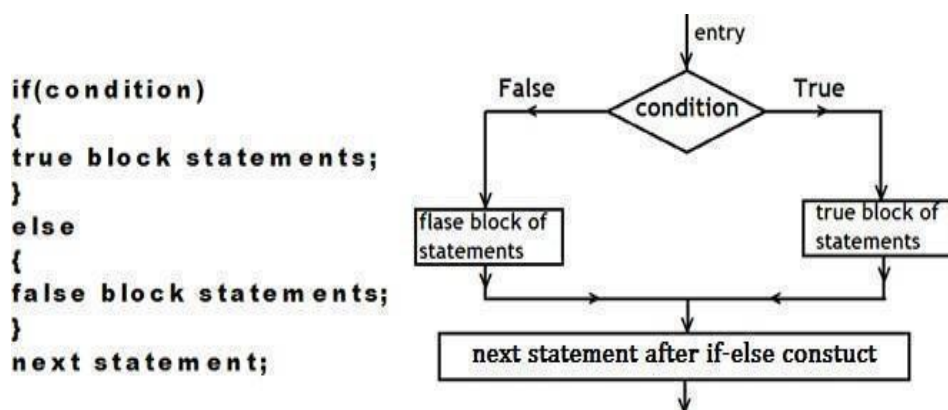 if(condition)
{
true block statements;
}
else
{
false block statements;
}
next statement;
entry
False
condition
True
flase block of
statements
true block of
statements
next statement after if-else constuct